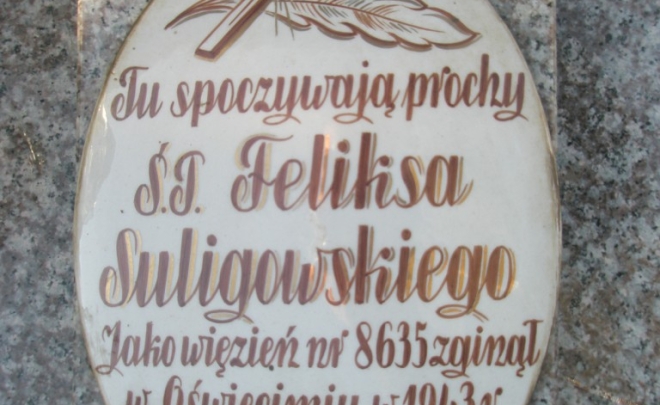 Tu spoczywają prochy
Ś.P. Feliksa
Suligowskiego
Jako więzień nr 8635 zginął
w Oświęcimiu w 1943 r.